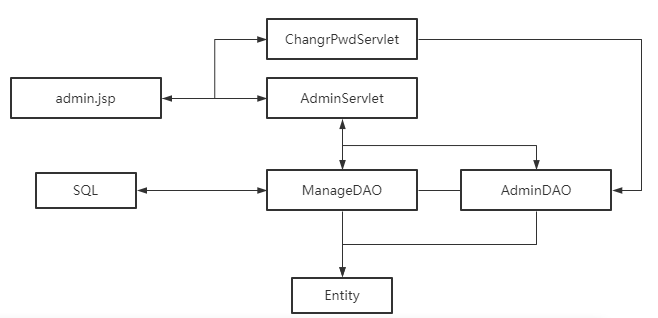 ChangrPwdServlet
admin.jsp
AdminServlet
SQL
ManageDAO
AdminDAO
Entity